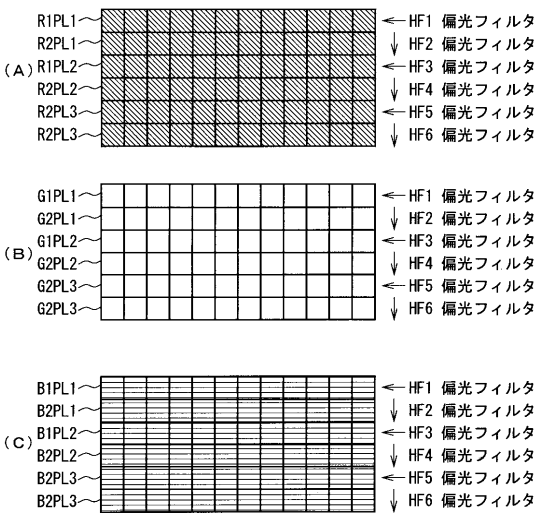 (A)
R1PL1 HF1 偏光フィルタ
R2PL1 HF2 偏光フィルタ
R1PL2 HF3 偏光フィルタ
R2PL2 HF4 偏光フィルタ
R2PL3 HF5 偏光フィルタ
R2PL3 HF6 偏光フィルタ
(B)
G1PL1 HF1 偏光フィルタ
G2PL1 HF2 偏光フィルタ
G1PL2 HF3 偏光フィルタ
G2PL2 HF4 偏光フィルタ
G2PL3 HF5 偏光フィルタ
G2PL3 HF6 偏光フィルタ
(C)
B1PL1 HF1 偏光フィルタ
B2PL1 HF2 偏光フィルタ
B1PL2 HF3 偏光フィルタ
B2PL2 HF4 偏光フィルタ
B2PL3 HF5 偏光フィルタ
B2PL3 HF6 偏光フィルタ